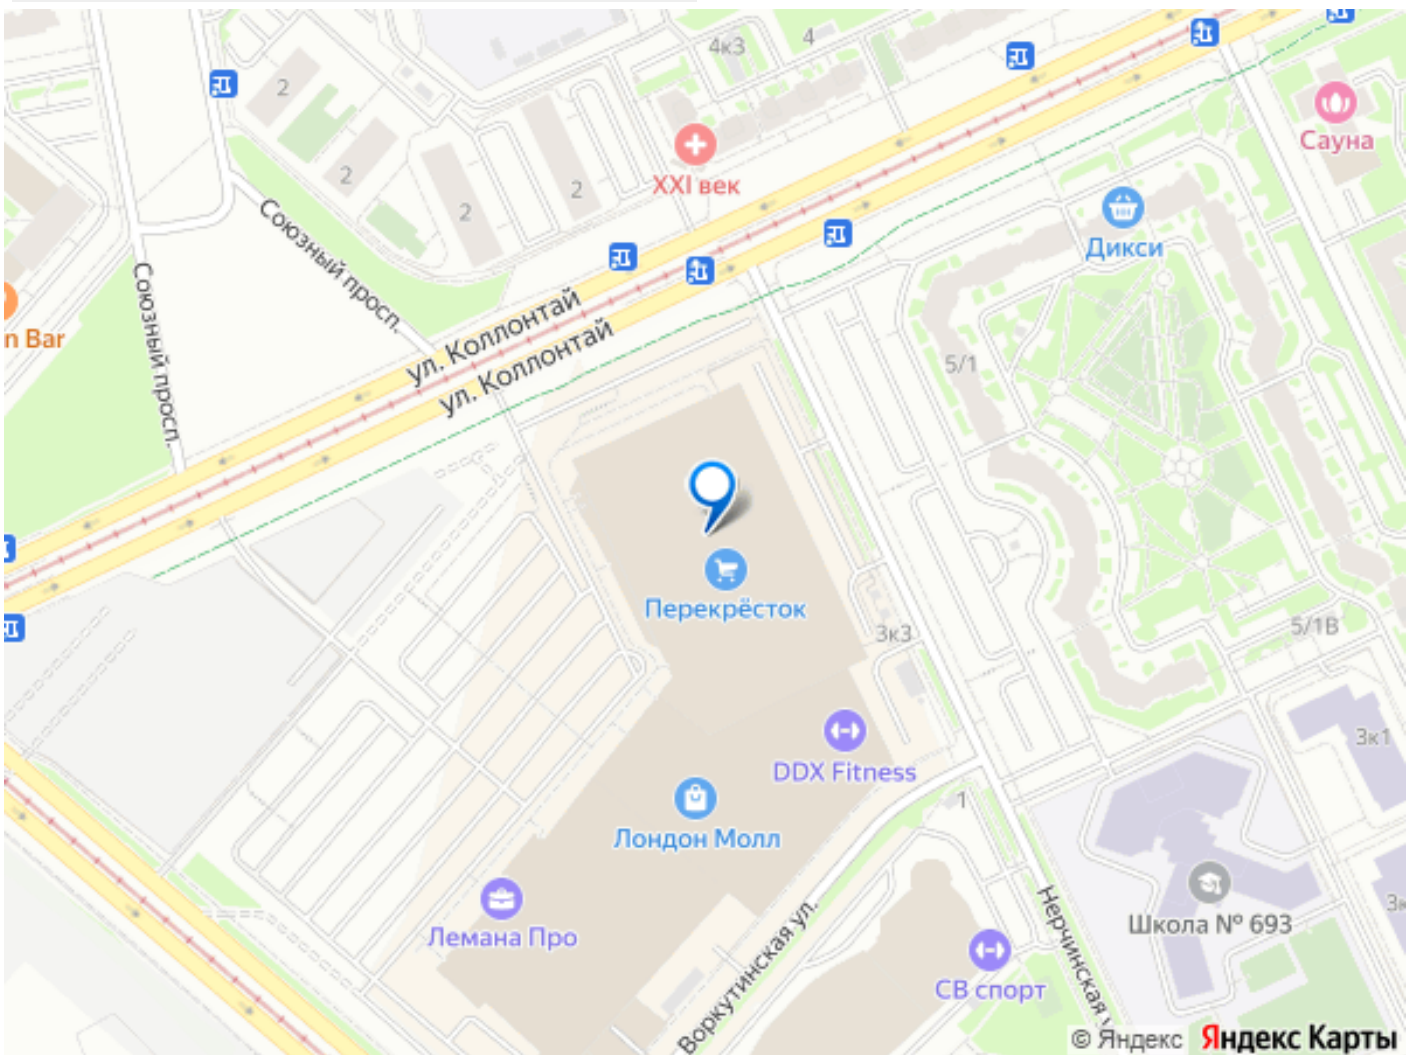 4к3
4
2
2
2
2
XXI век
Сауна
Дикси
Союзный просп.
Союзный просп.
n Bar
ул. Коллонтай
ул. Коллонтай
5/1
Перекрёсток
3к3
5/1В
3к1
DDX Fitness
1
Лондон Молл
Лемана Про
Воркутинская ул.
Нерчинская у
Школа № 693
3к
СВ спорт
© Яндекс Яндекс Карты